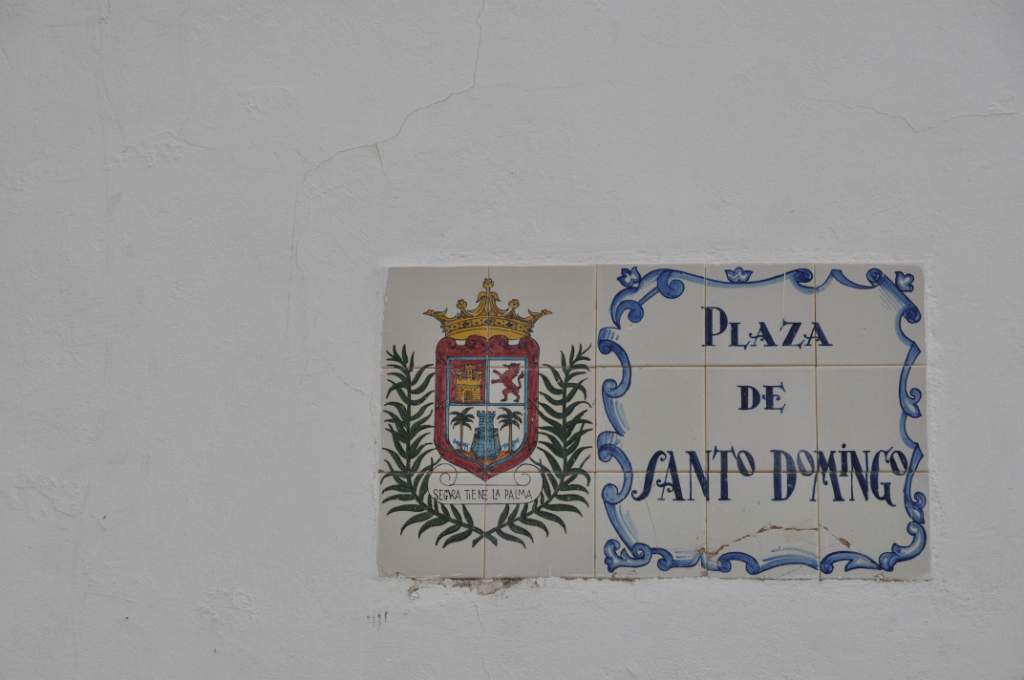 SEGURA TIENE LA PALMA
PLAZA
DE
SANTO DOMINGO